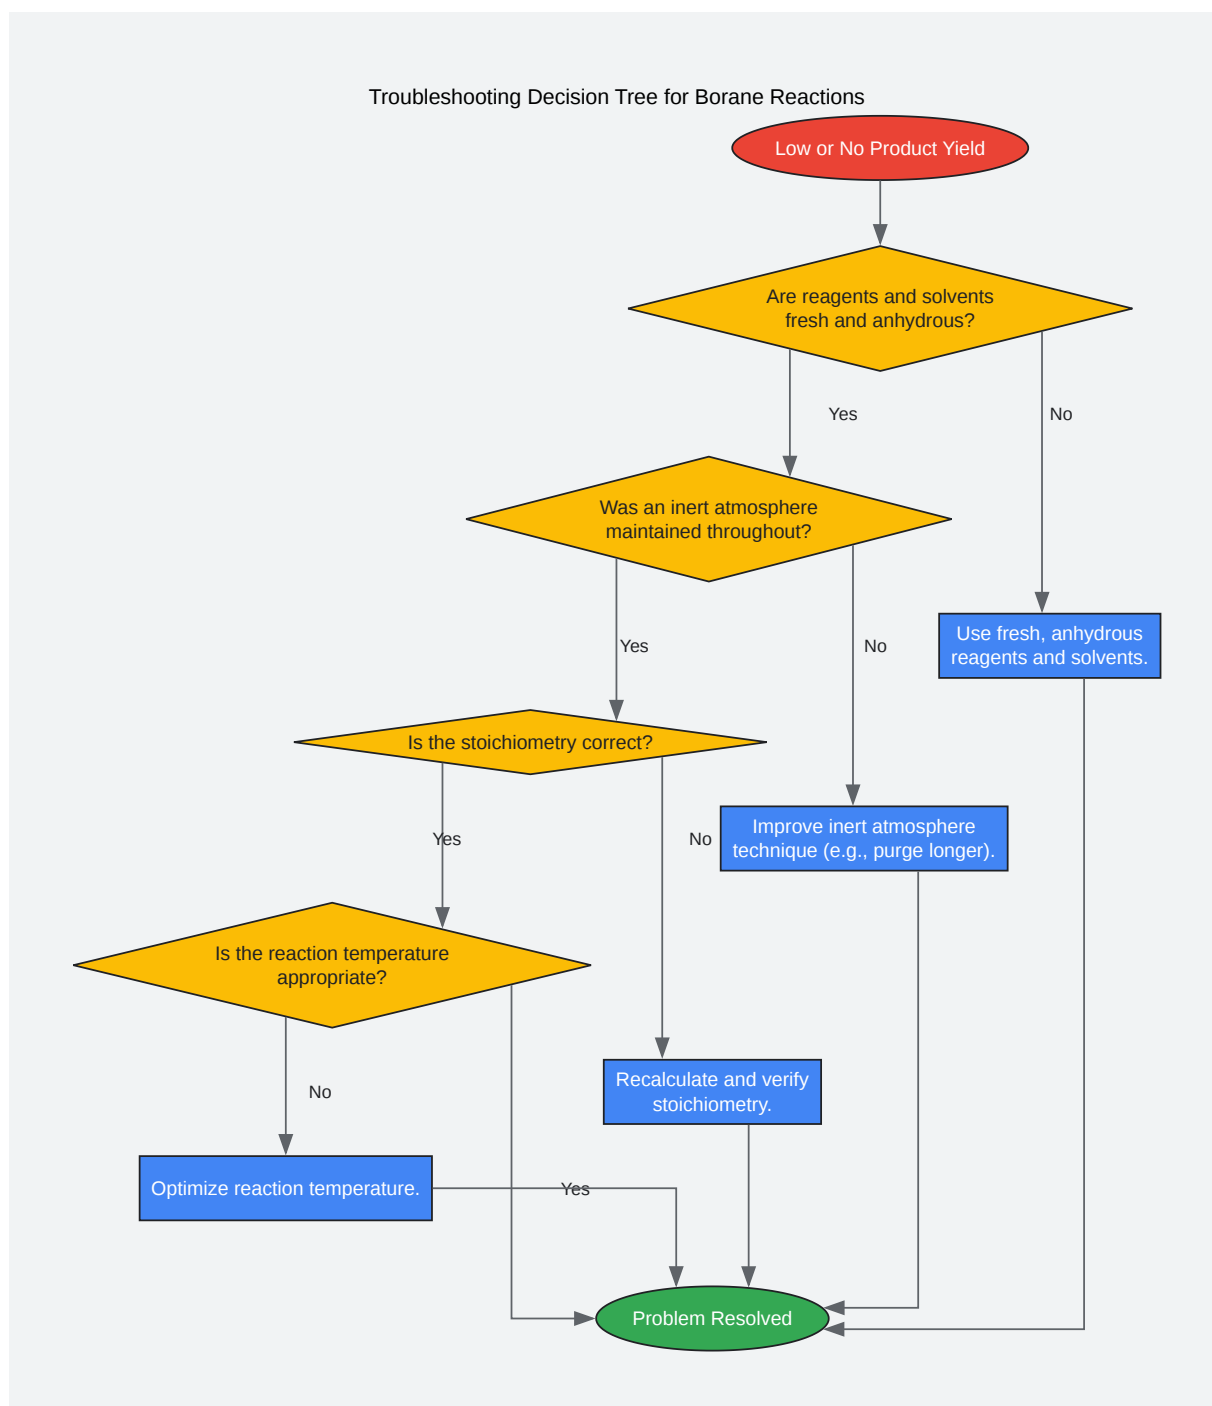 Troubleshooting Decision Tree for Borane Reactions
Low or No Product Yield
Are reagents and solvents
fresh and anhydrous?
Yes
No
Was an inert atmosphere
maintained throughout?
Yes
No
Use fresh, anhydrous
reagents and solvents.
Is the stoichiometry correct?
Yes
No
Improve inert atmosphere
technique (e.g., purge longer).
Is the reaction temperature
appropriate?
No
Recalculate and verify
stoichiometry.
Optimize reaction temperature.
Yes
Problem Resolved